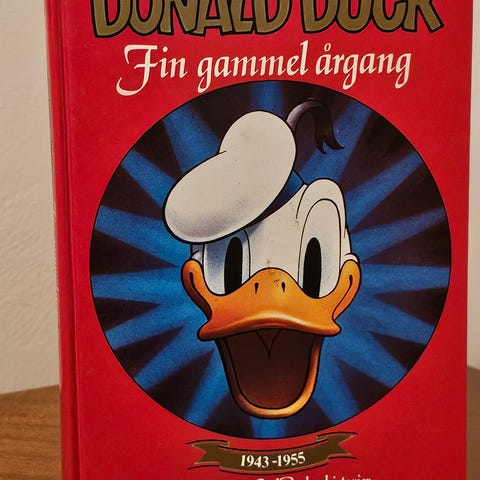 DONALD DUCK
Fin gammel årgang
1943-1955